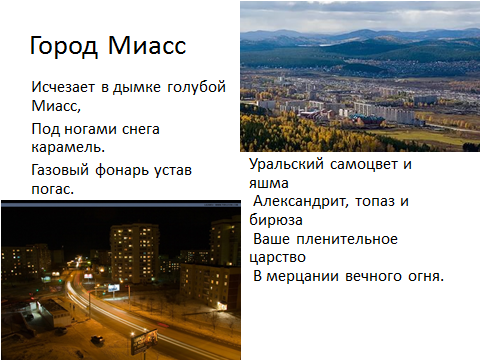 Город Миасс
Исчезает в дымке голубой
Миасс,
Под ногами снега
карамель.
Газовый фонарь устав
погас.
Уральский самоцвет и
яшма
Александрит, топаз и
бирюза
Ваше пленительное
царство
В мерцании вечного огня.